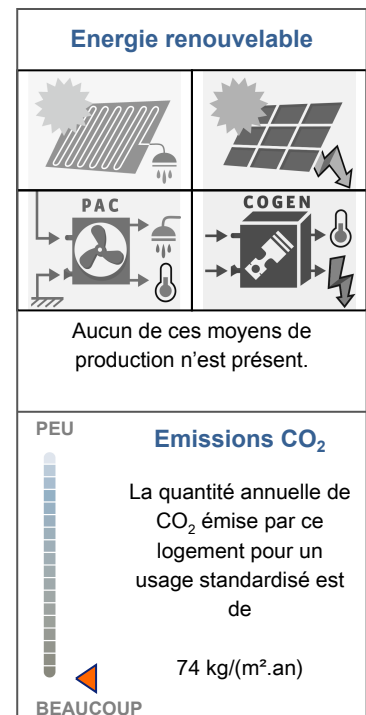 Energie renouvelable
PAC
COGEN
Aucun de ces moyens de
production n’est présent.
PEU
Emissions CO₂
La quantité annuelle de
CO₂ émise par ce
logement pour un
usage standardisé est
de
74 kg/(m².an)
BEAUCOUP